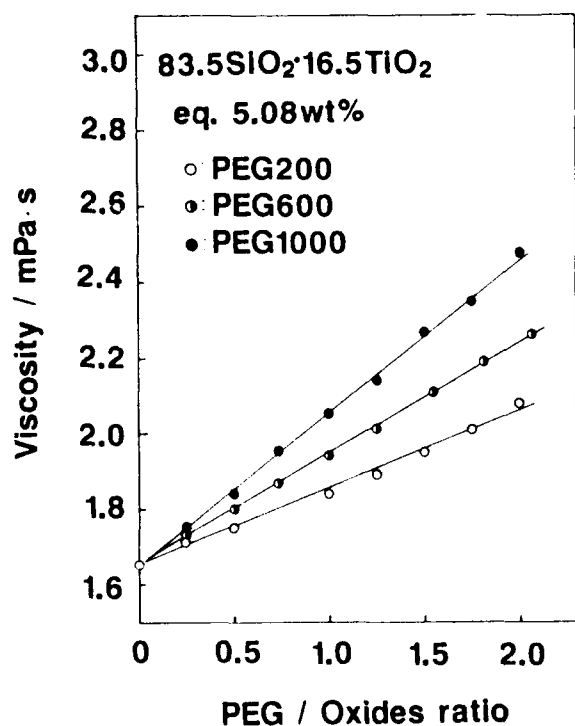 3.0
2.8
2.6
2.4
2.2
2.0
1.8
1.6
Viscosity / mPa·s
83.5SiO₂·16.5TiO₂
eq. 5.08wt%
○ : PEG200
◑ : PEG600
● : PEG1000
0 0.5 1.0 1.5 2.0
PEG / Oxides ratio